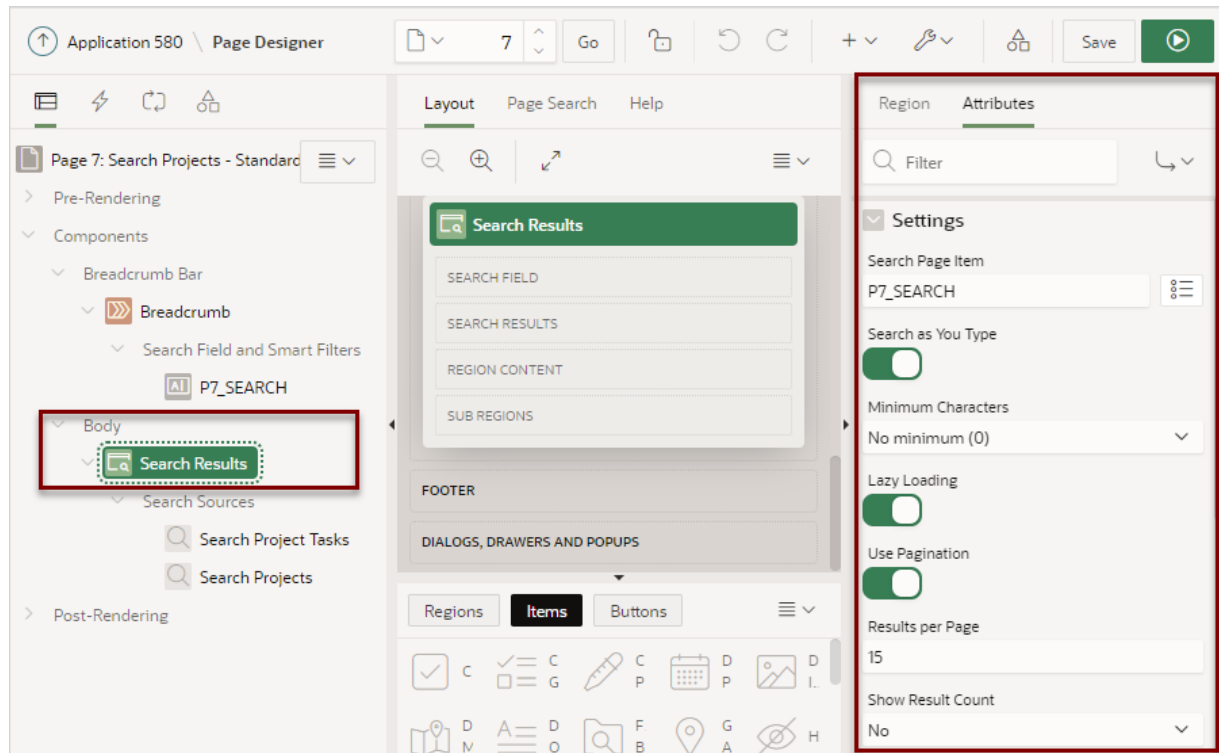 Application 580 \ Page Designer
7
Go
Save
Page 7: Search Projects - Standard
Pre-Rendering
Components
Breadcrumb Bar
Breadcrumb
Search Field and Smart Filters
P7_SEARCH
Body
Search Results
Search Sources
Search Project Tasks
Search Projects
Post-Rendering
Layout Page Search Help
Search Results
SEARCH FIELD
SEARCH RESULTS
REGION CONTENT
SUB REGIONS
FOOTER
DIALOGS, DRAWERS AND POPUPS
Regions Items Buttons
C
C
G
C
P
D
P
D
I..
D
M
D
O
F.
B
G
A
H
Region Attributes
Filter
Settings
Search Page Item
P7_SEARCH
Search as You Type
Minimum Characters
No minimum (0)
Lazy Loading
Use Pagination
Results per Page
15
Show Result Count
No